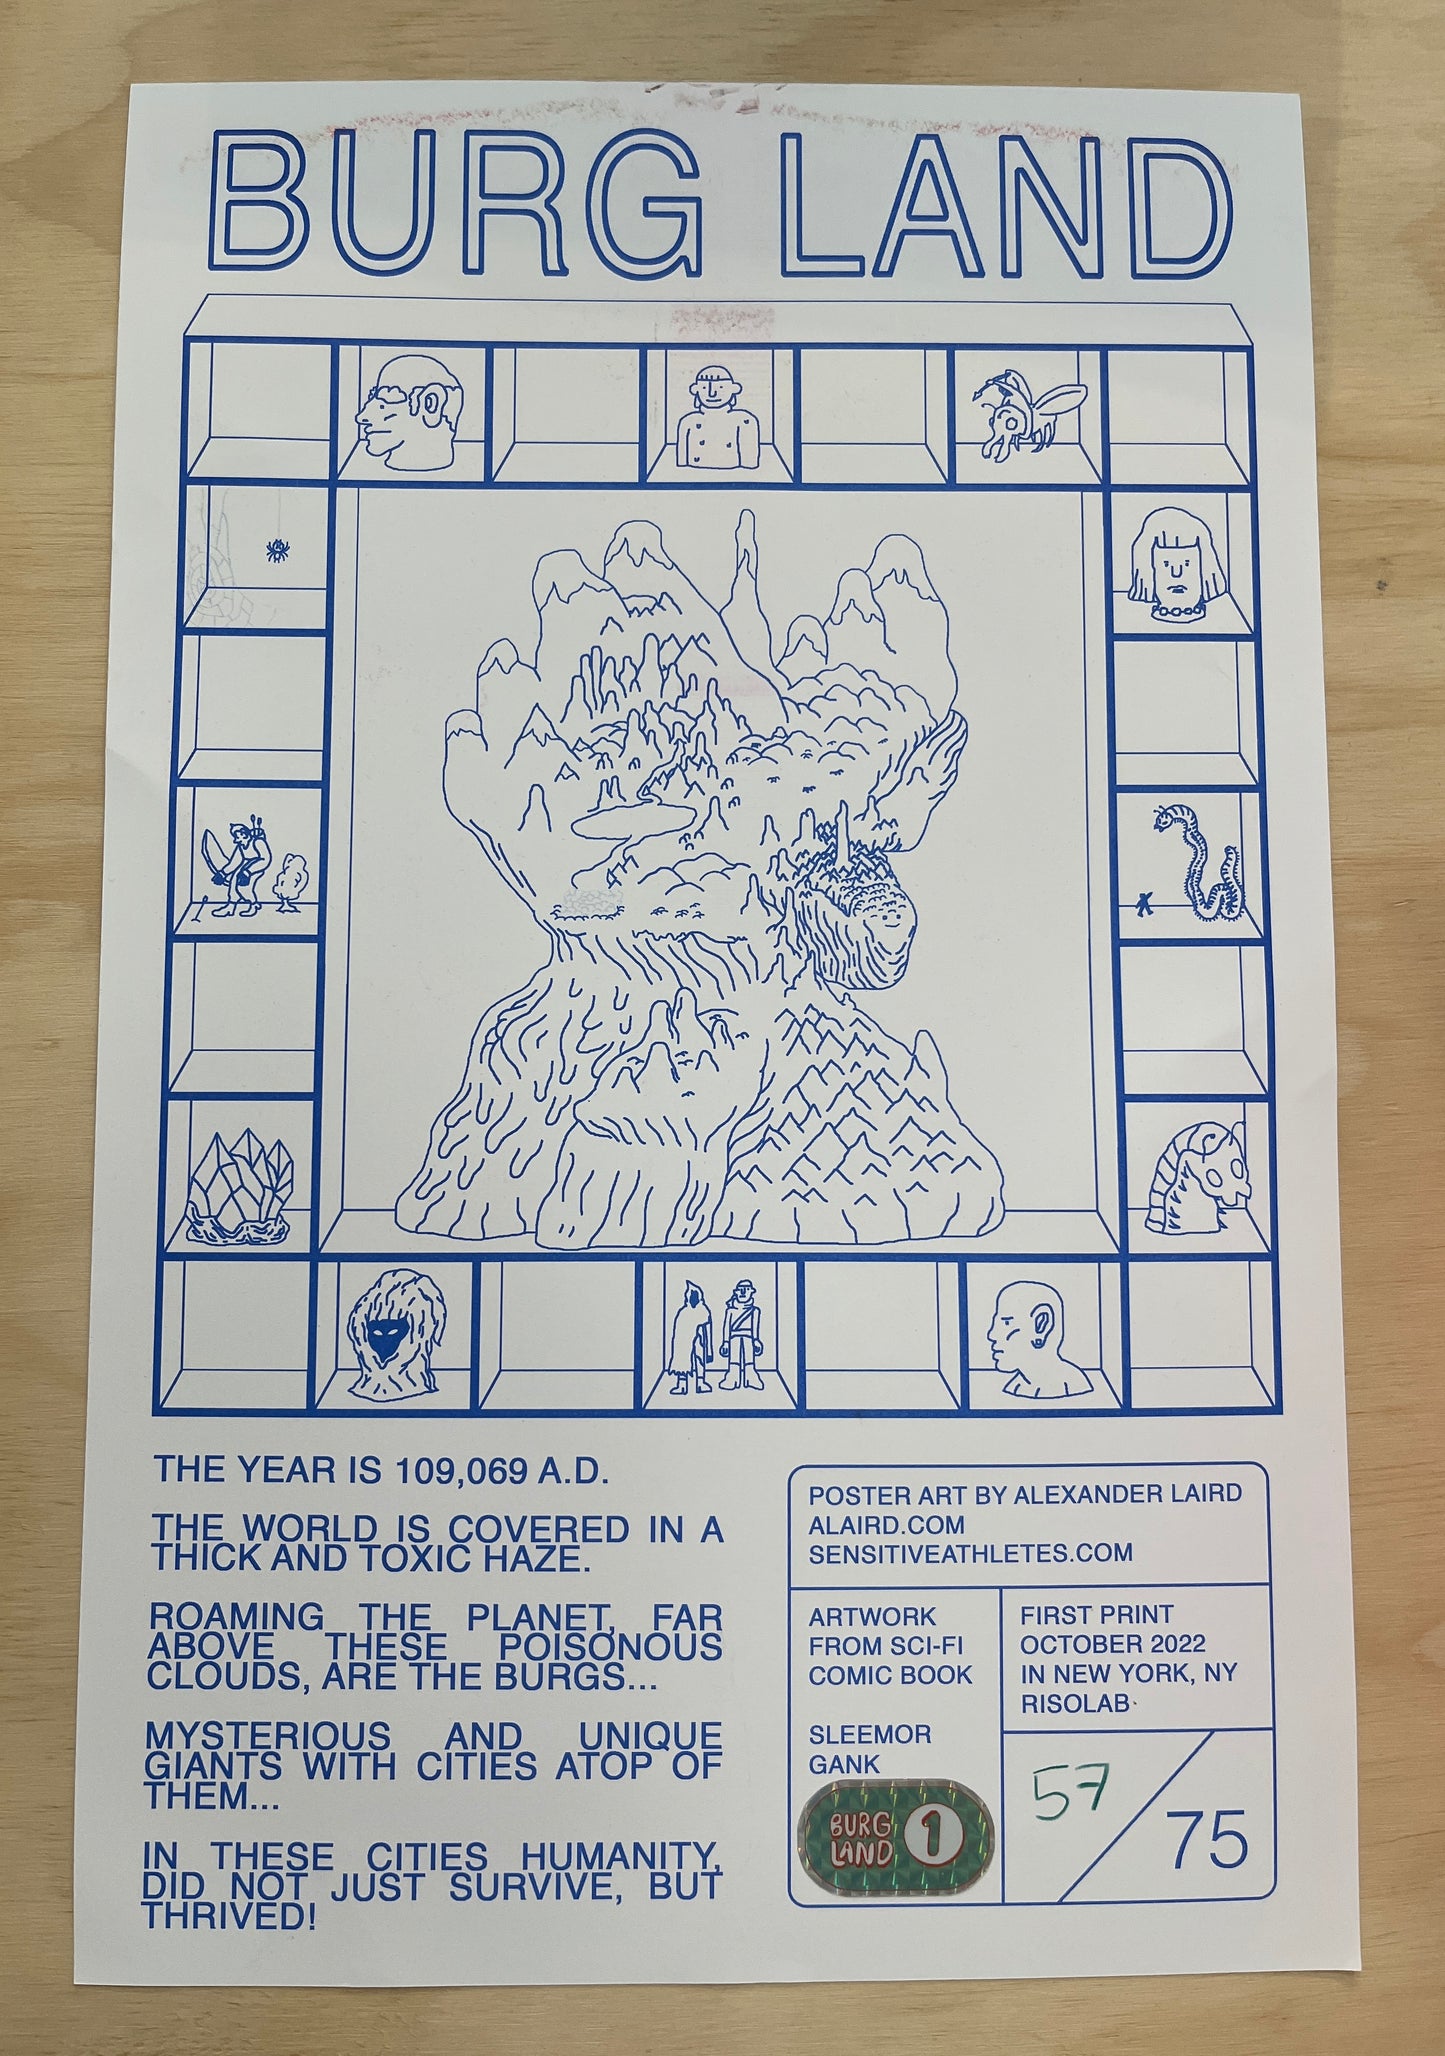 BURG LAND
THE YEAR IS 109,069 A.D.
THE WORLD IS COVERED IN A
THICK AND TOXIC HAZE.
ROAMING THE PLANET, FAR
ABOVE THESE POISONOUS
CLOUDS, ARE THE BURGS...
MYSTERIOUS AND UNIQUE
GIANTS WITH CITIES ATOP OF
THEM...
IN THESE CITIES HUMANITY,
DID NOT JUST SURVIVE, BUT
THRIVED!
POSTER ART BY ALEXANDER LAIRD
ALAIRD.COM
SENSITIVEATHLETES.COM
ARTWORK
FROM SCI-FI
COMIC BOOK
SLEEMOR
GANK
BURG
LAND
1
FIRST PRINT
OCTOBER 2022
IN NEW YORK, NY
RISOLAB
57
75